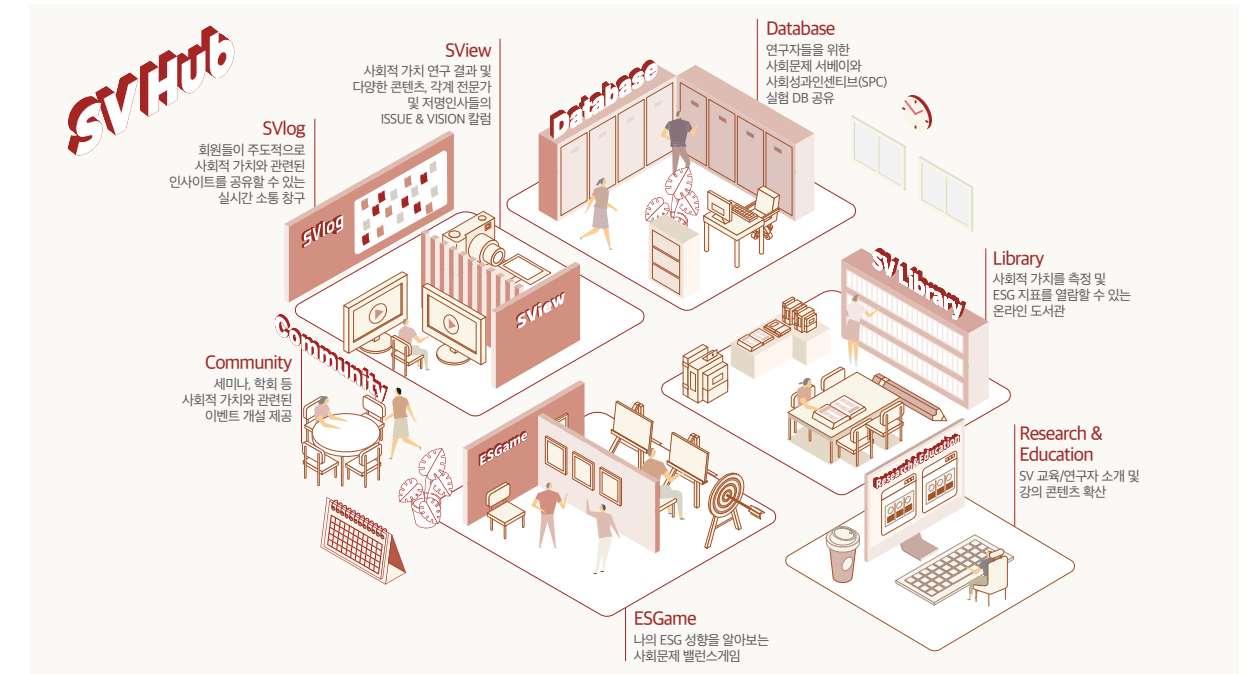 SV Hub
SView
사회적 가치 연구 결과 및
다양한 콘텐츠, 각계 전문가
및 저명인사들의
ISSUE & VISION 칼럼
Database
연구자들을 위한
사회문제 서베이와
사회성과인센티브(SPC)
실험 DB 공유
Database
SVlog
회원들이 주도적으로
사회적 가치와 관련된
인사이트를 공유할 수 있는
실시간 소통 창구
SVlog
SView
SV Library
Library
사회적 가치를 측정 및
ESG 지표를 열람할 수 있는
온라인 도서관
Community
Community
세미나, 학회 등
사회적 가치와 관련된
이벤트 개설 제공
ESGame
Research&Education
Research &
Education
SV 교육/연구자 소개 및
강의 콘텐츠 확산
ESGame
나의 ESG 성향을 알아보는
사회문제 밸런스게임